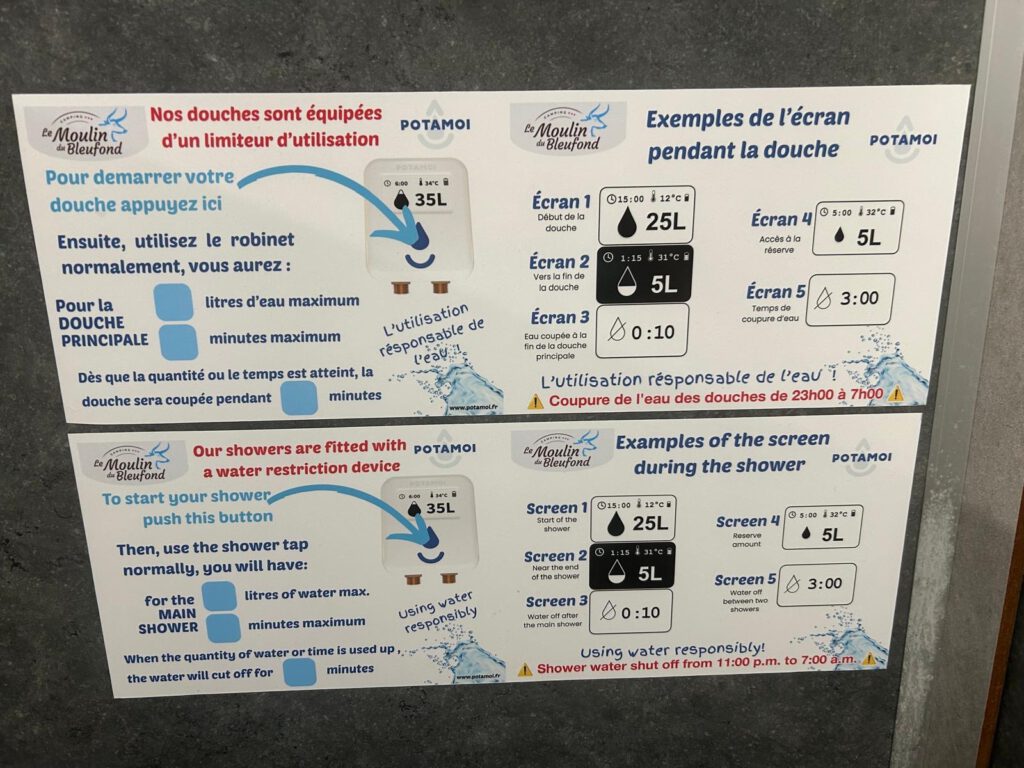 CAMPING
Le Moulin
du Bleufond
Nos douches sont équipées
d'un limiteur d'utilisation
POTAMOI
Pour demarrer votre
douche appuyez ici
POTAMOI
6:00 34°C
35L
Ensuite, utilisez le robinet
normalement, vous aurez :
Pour la
DOUCHE
PRINCIPALE
litres d'eau maximum
minutes maximum
L'utilisation
résponsable de
l'eau !
Dès que la quantité ou le temps est atteint, la
douche sera coupée pendant minutes
www.potamoi.fr
CAMPING
Le Moulin
du Bleufond
Exemples de l'écran
pendant la douche
POTAMOI
Écran 1
Début de la
douche
15:00 12°C
25L
Écran 2
Vers la fin de
la douche
1:15 31°C
5L
Écran 3
Eau coupée à la
fin de la douche
principale
0:10
Écran 4
Accès à la
réserve
5:00 32°C
5L
Écran 5
Temps de
coupure d'eau
3:00
L'utilisation résponsable de l'eau !
Coupure de l'eau des douches de 23h00 à 7h00
CAMPING
Le Moulin
du Bleufond
Our showers are fitted with
a water restriction device
POTAMOI
To start your shower
push this button
POTAMOI
6:00 34°C
35L
Then, use the shower tap
normally, you will have:
for the
MAIN
SHOWER
litres of water max.
minutes maximum
Using water
responsibly
When the quantity of water or time is used up,
the water will cut off for minutes
www.potamoi.fr
CAMPING
Le Moulin
du Bleufond
Examples of the screen
during the shower
POTAMOI
Screen 1
Start of the
shower
15:00 12°C
25L
Screen 2
Near the end
of the shower
1:15 31°C
5L
Screen 3
Water off after
the main shower
0:10
Screen 4
Reserve
amount
5:00 32°C
5L
Screen 5
Water off
between two
showers
3:00
Using water responsibly!
Shower water shut off from 11:00 p.m. to 7:00 a.m.